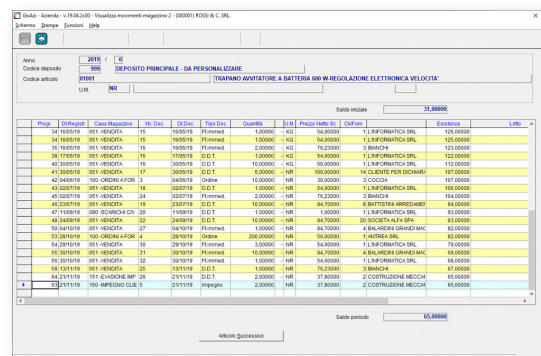 GisAzi - Azienda - v.19.04.2c00 - Visualizza movimenti magazzino 2 - (000001) ROSSI & C. SRL.
Schermo Stampe Funzioni Help
Anno 2019 / 0
Codice deposito 999 DEPOSITO PRINCIPALE - DA PERSONALIZZARE
Codice articolo 01001 TRAPANO AVVITATORE A BATTERIA 600 W-REGOLAZIONE ELETTRONICA VELOCITA'
U.M. NR
Saldo iniziale 31,00000
Progr. Dt.Registr Caus.Magazzino Nr. Doc. Dt.Doc. Tipo Doc Quantità U.M Prezzo Netto Sc Cli/Forn Esistenza Lotto
34 16/05/19 051 -VENDITA 15 16/05/19 Ft.immed. 1,00000 - KG 54,00000 1 L'INFORMATICA SRL 126,00000
34 16/05/19 051 -VENDITA 15 16/05/19 Ft.immed. 1,00000 - KG 54,00000 1 L'INFORMATICA SRL 125,00000
35 16/05/19 051 -VENDITA 16 16/05/19 Ft.immed. 2,00000 - KG 76,23000 3 BIANCHI 123,00000
38 17/05/19 051 -VENDITA 15 17/05/19 D.D.T. 1,00000 - KG 54,00000 1 L'INFORMATICA SRL 122,00000
40 30/05/19 051 -VENDITA 16 30/05/19 D.D.T. 10,00000 - KG 54,00000 1 L'INFORMATICA SRL 112,00000
41 30/05/19 051 -VENDITA 17 30/05/19 D.D.T. 5,00000 - NR 100,00000 14 CLIENTE PER DICHIARA 107,00000
42 04/06/19 100 -ORDINI A FOR 3 04/06/19 Ordine 10,00000 NR 30,00000 3 COCCIA 107,00000
43 02/07/19 051 -VENDITA 18 02/07/19 D.D.T. 1,00000 - NR 54,00000 1 L'INFORMATICA SRL 106,00000
45 02/07/19 051 -VENDITA 24 02/07/19 Ft.immed. 2,00000 - NR 76,23000 3 BIANCHI 104,00000
46 23/07/19 051 -VENDITA 19 23/07/19 D.D.T. 10,00000 - NR 84,70000 8 BATTISTINI ARREDAMEN 94,00000
47 11/09/19 090 -SCARICHI C/V 20 11/09/19 D.D.T. 1,00000 - NR 1,00000 1 L'INFORMATICA SRL 93,00000
48 24/09/19 051 -VENDITA 22 24/09/19 D.D.T. 10,00000 - NR 84,70000 20 SOCIETA ALFA SPA 83,00000
50 04/10/19 051 -VENDITA 27 04/10/19 Ft.immed. 1,00000 - NR 84,70000 4 BALARDINI GRANDI MAC 82,00000
53 28/10/19 100 -ORDINI A FOR 4 28/10/19 Ordine 200,00000 NR 50,00000 1 ANTREA SRL 82,00000
54 29/10/19 051 -VENDITA 30 29/10/19 Ft.immed. 3,00000 - NR 54,00000 1 L'INFORMATICA SRL 79,00000
55 30/10/19 051 -VENDITA 31 30/10/19 Ft.immed. 10,00000 - NR 84,70000 4 BALARDINI GRANDI MAC 69,00000
56 30/10/19 051 -VENDITA 32 30/10/19 Ft.immed. 1,00000 - NR 54,00000 1 L'INFORMATICA SRL 68,00000
58 13/11/19 051 -VENDITA 25 13/11/19 D.D.T. 1,00000 - NR 76,23000 3 BIANCHI 67,00000
64 21/11/19 151 -EVASIONE IMP 26 21/11/19 D.D.T. 2,00000 - NR 37,80000 2 COSTRUZIONE MECCAN 65,00000
63 21/11/19 150 -IMPEGNO CLIE 5 21/11/19 Impegno 2,00000 NR 37,80000 2 COSTRUZIONE MECCAN 65,00000
Saldo periodo 65,00000
Articolo Successivo